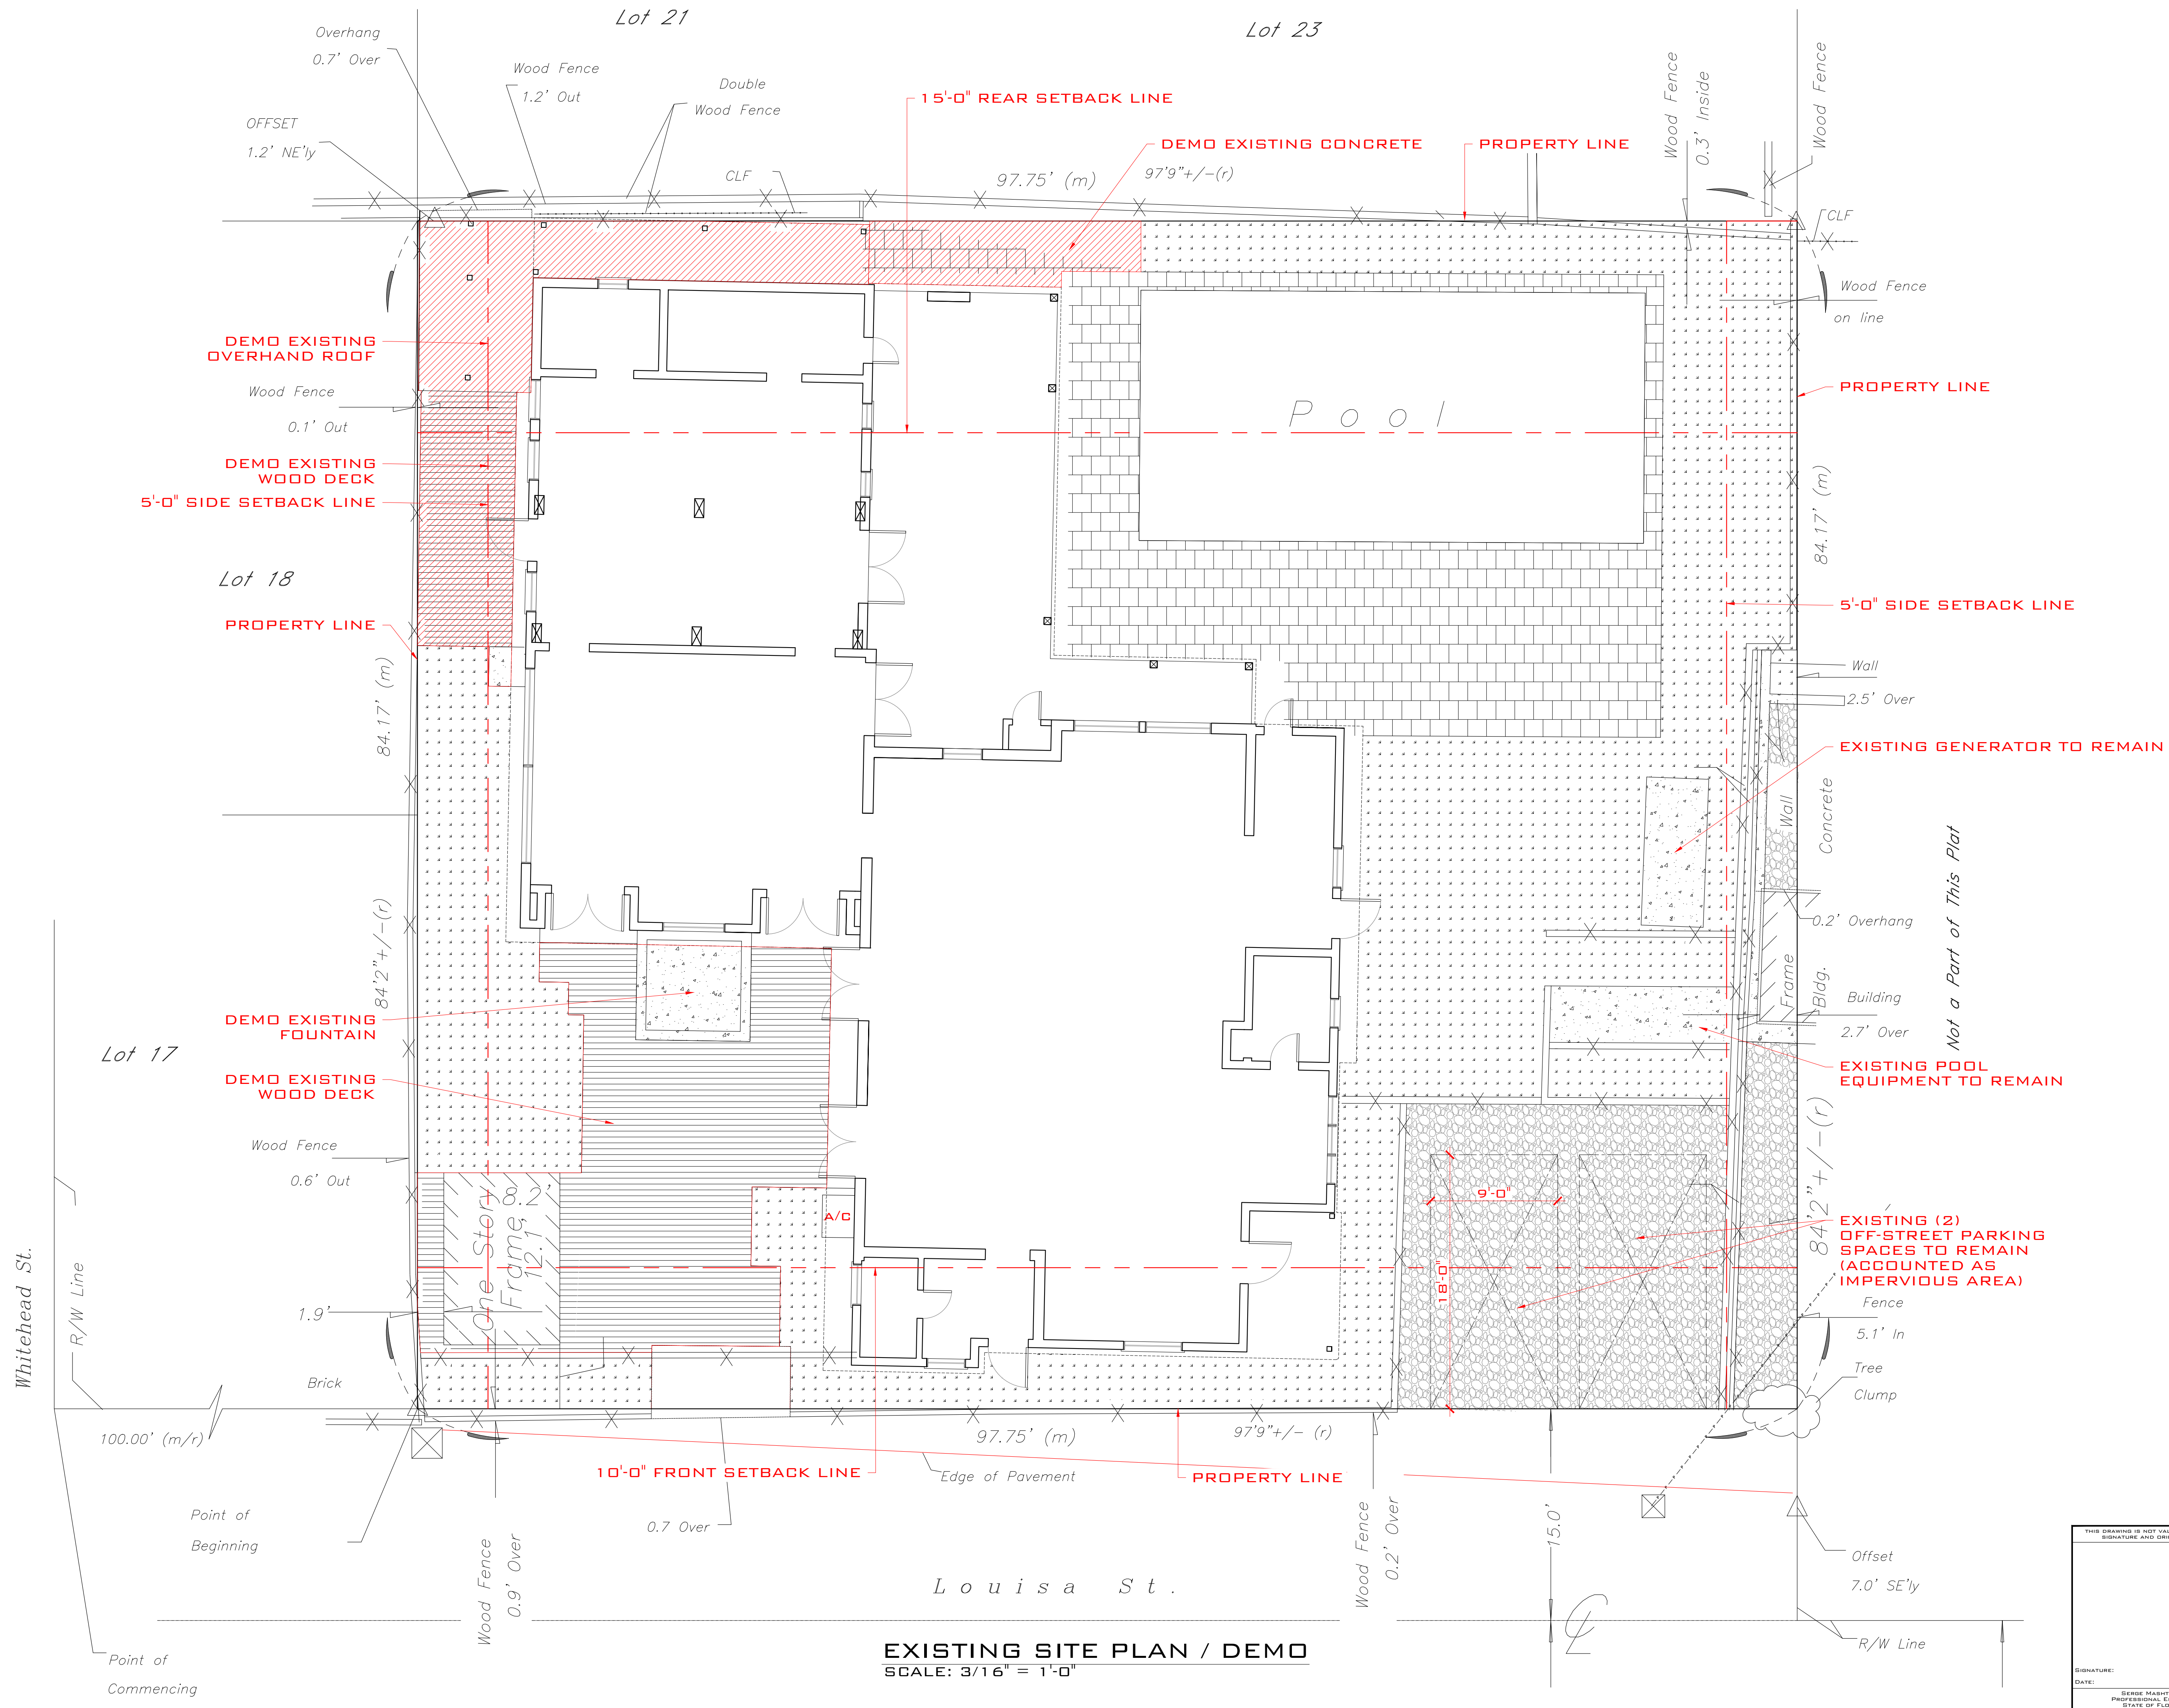 Lot 21
Lot 23
Overhang
0.7' Over
Wood Fence
1.2' Out
Double
Wood Fence
15'-0" REAR SETBACK LINE
DEMO EXISTING CONCRETE
PROPERTY LINE
Wood Fence
0.3' Inside
Wood Fence
OFFSET
1.2' NE'ly
CLF
97.75' (m)
97'9"+/-(r)
CLF
Wood Fence
on line
DEMO EXISTING
OVERHAND ROOF
Wood Fence
0.1' Out
DEMO EXISTING
WOOD DECK
5'-0" SIDE SETBACK LINE
Pool
PROPERTY LINE
84.17' (m)
Lot 18
PROPERTY LINE
84.17' (m)
5'-0" SIDE SETBACK LINE
Wall
2.5' Over
EXISTING GENERATOR TO REMAIN
Wall
Concrete
Not a Part of This Plat
84'2"+/-(r)
0.2' Overhang
Frame
Bldg.
Building
2.7' Over
DEMO EXISTING
FOUNTAIN
Lot 17
DEMO EXISTING
WOOD DECK
EXISTING POOL
EQUIPMENT TO REMAIN
Wood Fence
0.6' Out
8.2'
One Story
Frame
12.1'
A/C
9'-0"
18'-0"
84'2"+/-(r)
EXISTING (2)
OFF-STREET PARKING
SPACES TO REMAIN
(ACCOUNTED AS
IMPERVIOUS AREA)
Whitehead St.
R/W Line
1.9'
Fence
5.1' In
Tree
Clump
Brick
100.00' (m/r)
97.75' (m)
97'9"+/- (r)
10'-0" FRONT SETBACK LINE
Edge of Pavement
PROPERTY LINE
Point of
Beginning
0.7 Over
Wood Fence
0.9' Over
Wood Fence
0.2' Over
15.0'
Offset
7.0' SE'ly
Louisa St.
R/W Line
Point of
Commencing
EXISTING SITE PLAN / DEMO
SCALE: 3/16" = 1'-0"
THIS DRAWING IS NOT
SIGNATURE AND
SIGNATURE:
DATE:
SERGE
PROFESSIONAL
STATE OF